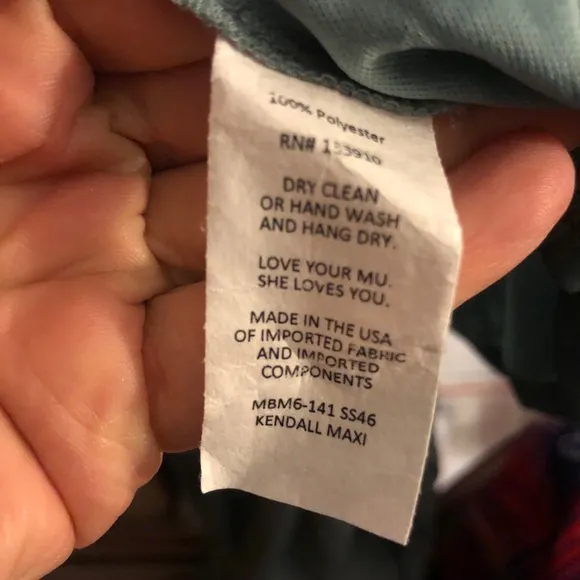 100% Polyester
RN# 133910
DRY CLEAN
OR HAND WASH
AND HANG DRY.
LOVE YOUR MU.
SHE LOVES YOU.
MADE IN THE USA
OF IMPORTED FABRIC
AND IMPORTED
COMPONENTS
MBM6-141 SS46
KENDALL MAXI